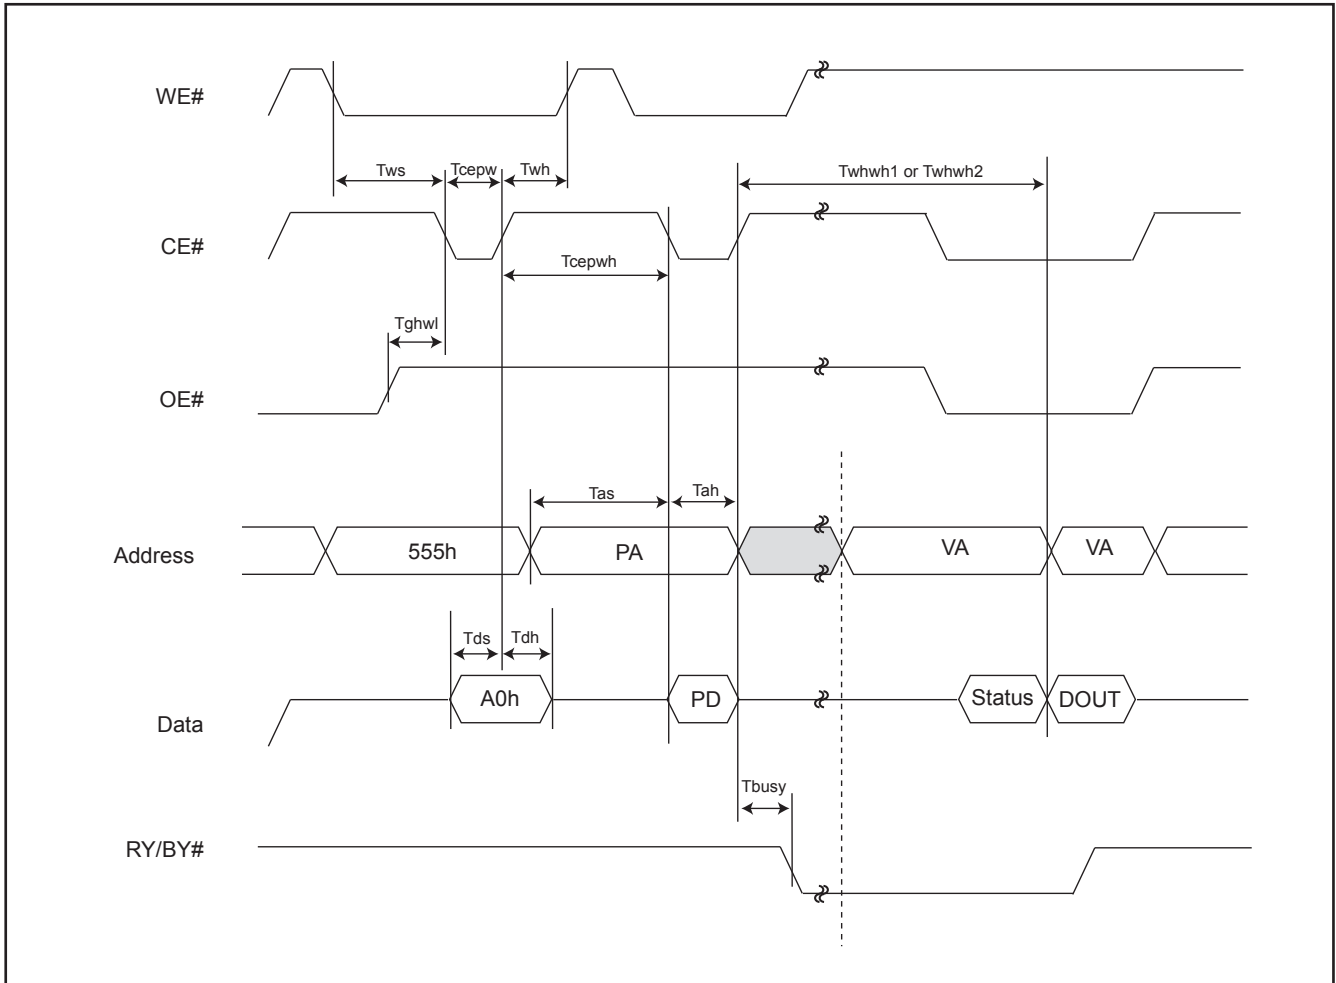 WE#
Tws Tcepw Twh Twhwh1 or Twhwh2
CE#
Tcepwh
Tghwl
OE#
Tas Tah
Address 555h PA VA VA
Tds Tdh
Data A0h PD Status DOUT
Tbusy
RY/BY#